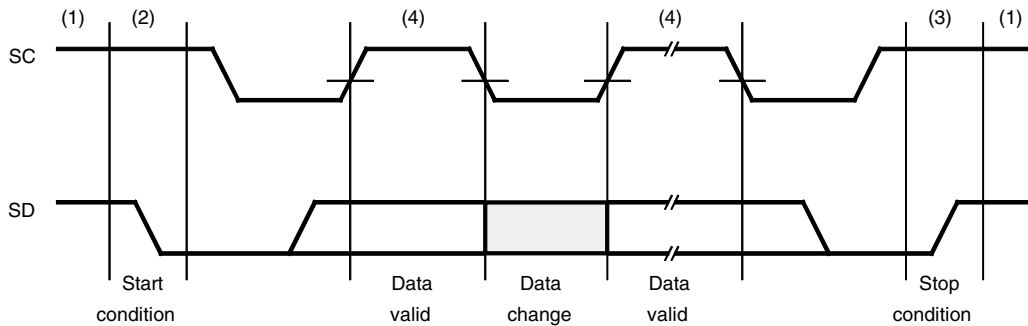 (1) (2) (4) (4) (3) (1)
SC
SD
Start Data Data Data Stop
condition valid change valid condition